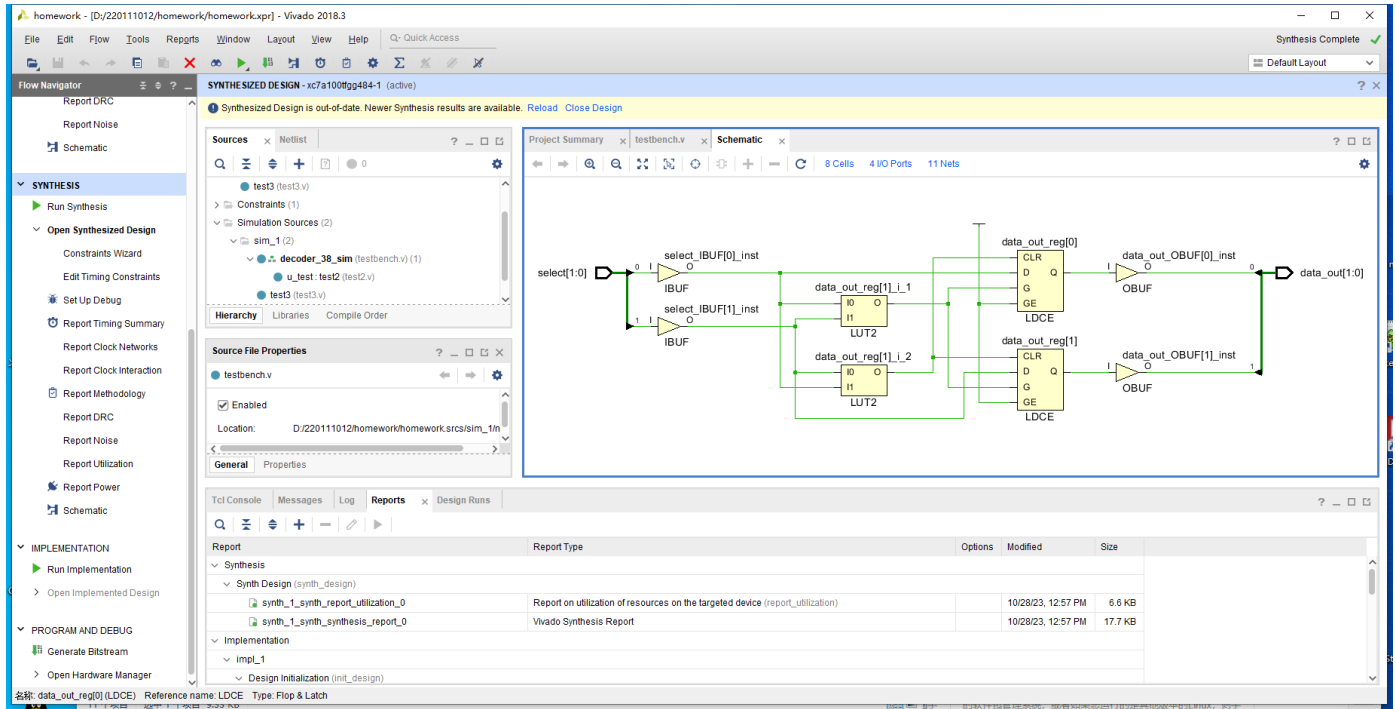 homework - [D:/220111012/homework/homework.xpr] - Vivado 2018.3
File Edit Flow Tools Reports Window Layout View Help Q- Quick Access
Synthesis Complete
Default Layout
Flow Navigator
SYNTHESIZED DESIGN - xc7a100tfgg484-1 (active)
Synthesized Design is out-of-date. Newer Synthesis results are available. Reload Close Design
Report DRC
Report Noise
Schematic
SYNTHESIS
Run Synthesis
Open Synthesized Design
Constraints Wizard
Edit Timing Constraints
Set Up Debug
Report Timing Summary
Report Clock Networks
Report Clock Interaction
Report Methodology
Report DRC
Report Noise
Report Utilization
Report Power
Schematic
IMPLEMENTATION
Run Implementation
Open Implemented Design
PROGRAM AND DEBUG
Generate Bitstream
Open Hardware Manager
Sources Netlist
0
test3 (test3.v)
Constraints (1)
Simulation Sources (2)
sim_1 (2)
decoder_38_sim (testbench.v) (1)
u_test : test (test2.v)
test3 (test3.v)
Hierarchy Libraries Compile Order
Source File Properties
testbench.v
Enabled
Location: D:/220111012/homework/homework.srcs/sim_1/n
General Properties
Project Summary testbench.v Schematic
8 Cells 4 I/O Ports 11 Nets
select[1:0]
0
1
select_IBUF[0]_inst
I O
IBUF
select_IBUF[1]_inst
I O
IBUF
data_out_reg[1]_i_1
I0 O
I1
LUT2
data_out_reg[1]_i_2
I0 O
I1
LUT2
data_out_reg[0]
CLR
D Q
G
GE
LDCE
data_out_reg[1]
CLR
D Q
G
GE
LDCE
data_out_OBUF[0]_inst
I O
OBUF
data_out_OBUF[1]_inst
I O
OBUF
0
1
data_out[1:0]
Tcl Console Messages Log Reports Design Runs
Report Report Type Options Modified Size
Synthesis
Synth Design (synth_design)
synth_1_synth_report_utilization_0 Report on utilization of resources on the targeted device (report_utilization) 10/28/23, 12:57 PM 6.6 KB
synth_1_synth_synthesis_report_0 Vivado Synthesis Report 10/28/23, 12:57 PM 17.7 KB
Implementation
impl_1
Design Initialization (init_design)
名称: data_out_reg[0] (LDCE) Reference name: LDCE Type: Flop & Latch